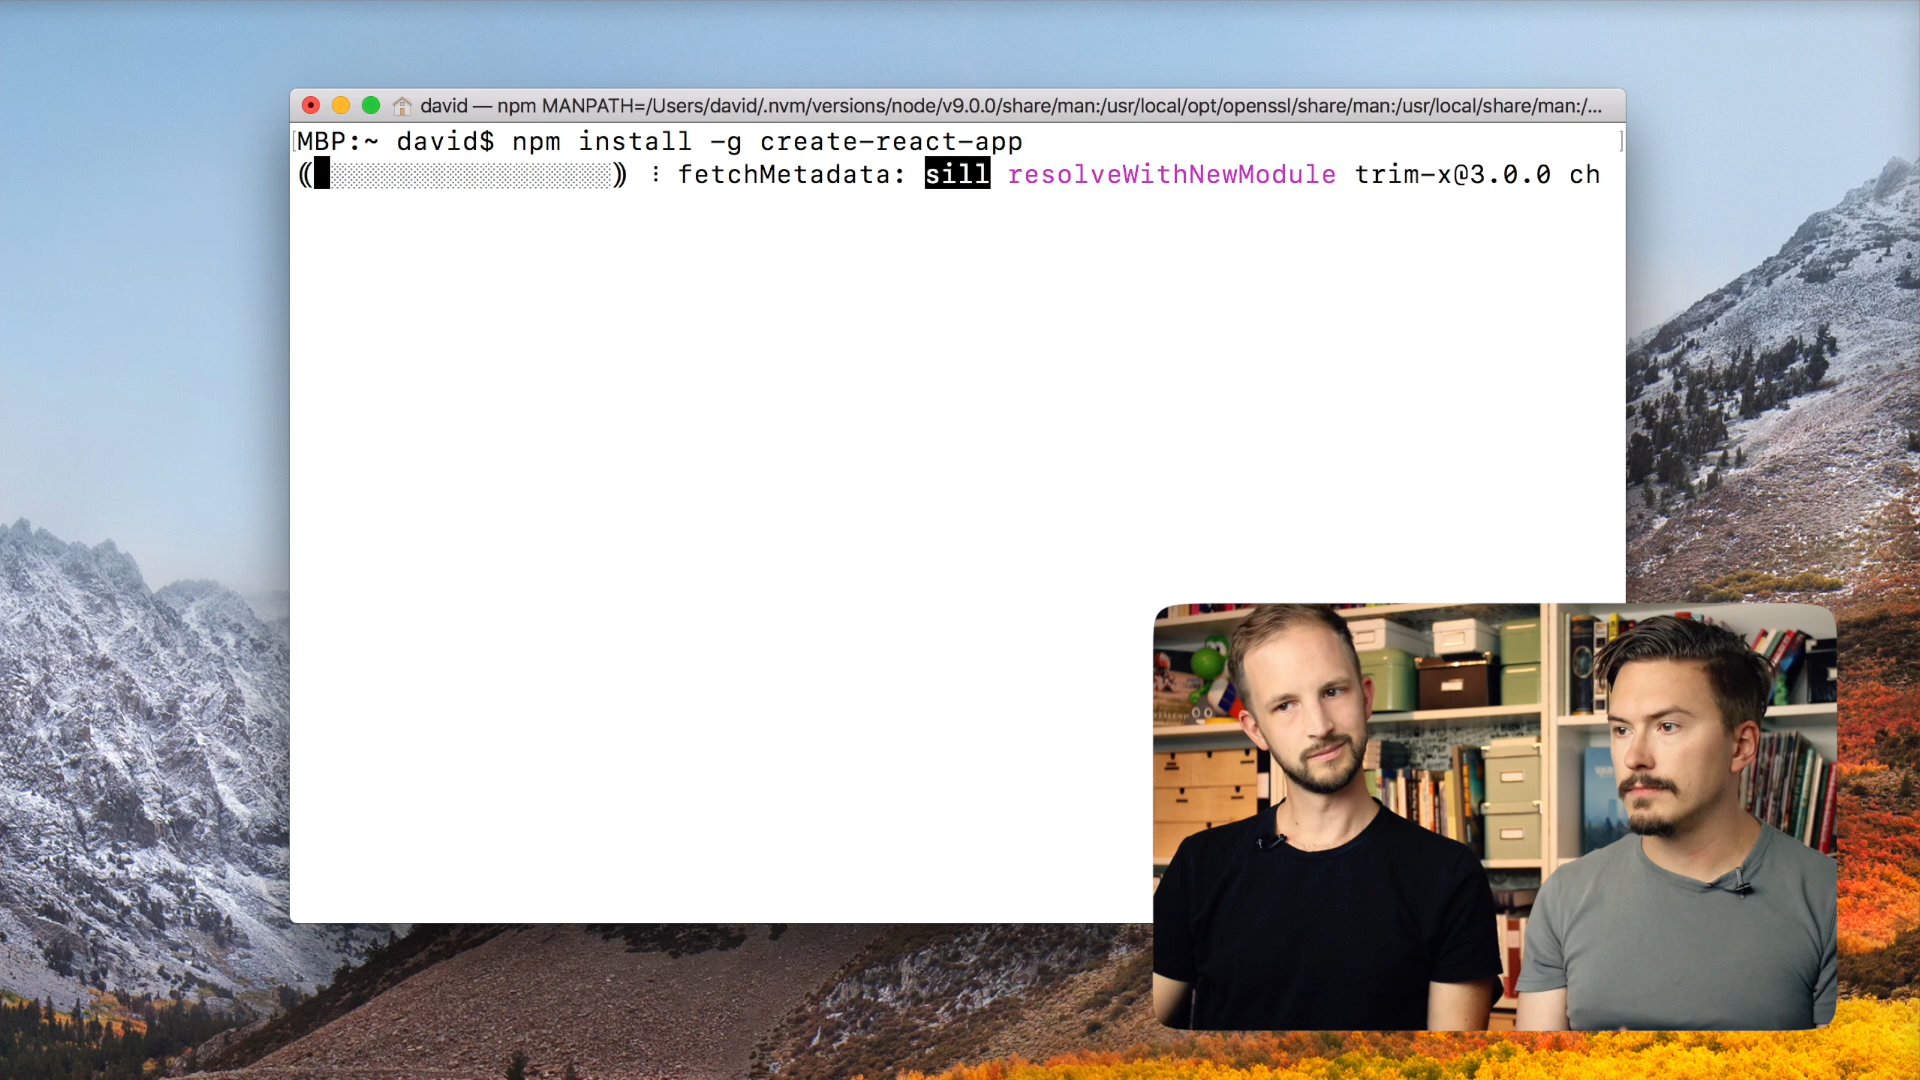 david — npm MANPATH=/Users/david/.nvm/versions/node/v9.0.0/share/man:/usr/local/opt/openssl/share/man:/usr/local/share/man:/...
[MBP:~ david$ npm install -g create-react-app ]
⸨█░░░░░░░░░░░░░░░░░⸩ ⠸ fetchMetadata: sill resolveWithNewModule trim-x@3.0.0 ch